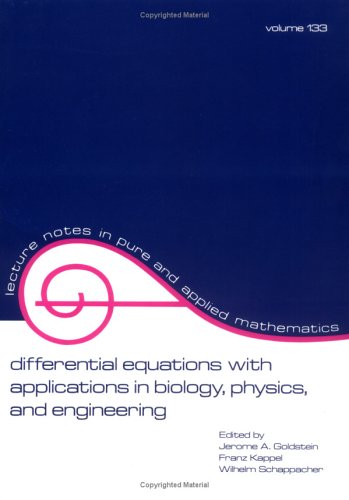 Copyrighted Material
volume 133
lecture notes in pure and applied mathematics
differential equations with
applications in biology, physics,
and engineering
Edited by
Jerome A. Goldstein
Franz Kappel
Wilhelm Schappacher
Copyrighted Material